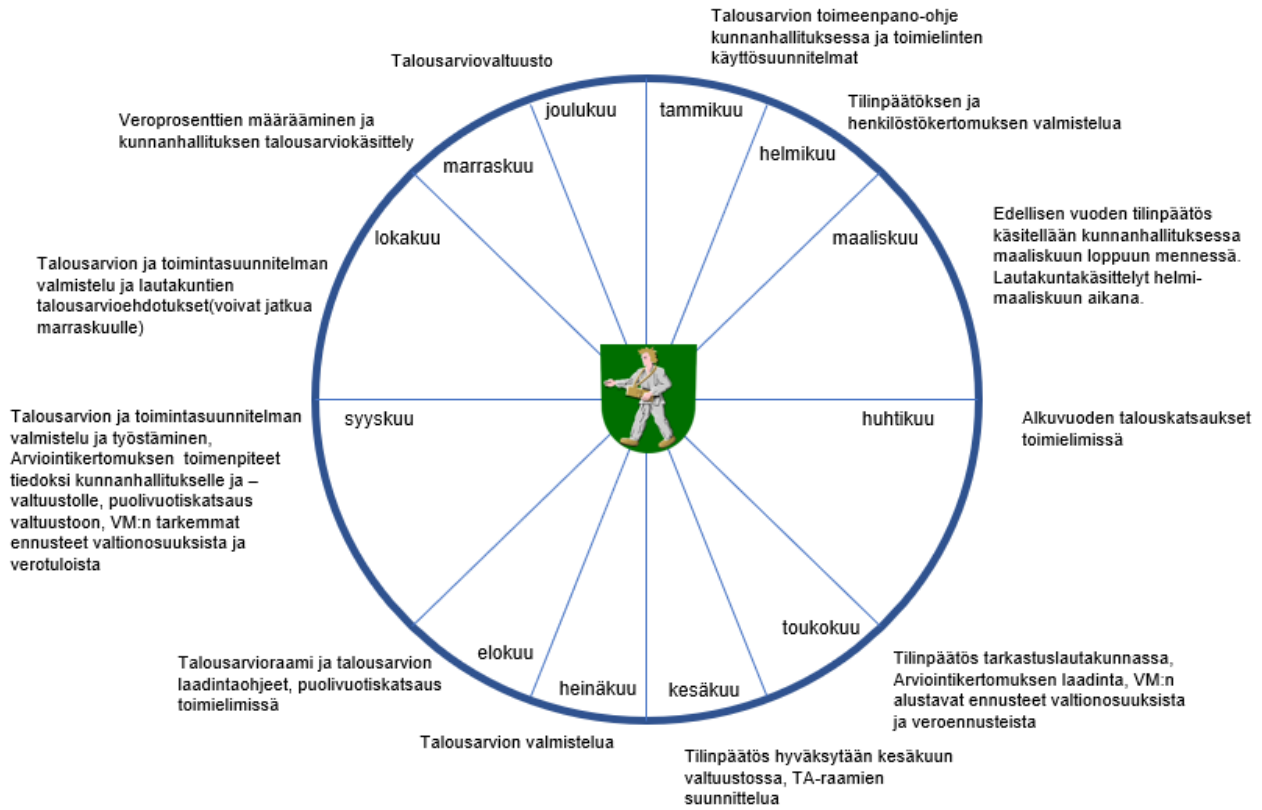 Talousarvion toimeenpano-ohje
kunnanhallituksessa ja toimielinten
käyttösuunnitelmat
tammikuu
Tilinpäätöksen ja
henkilöstökertomuksen valmistelua
helmikuu
Edellisen vuoden tilinpäätös
käsitellään kunnanhallituksessa
maaliskuun loppuun mennessä.
Lautakuntakäsittelyt helmi-
maaliskuun aikana.
maaliskuu
Alkuvuoden talouskatsaukset
toimielimissä
huhtikuu
toukokuu
Tilinpäätös tarkastuslautakunnassa,
Arviointikertomuksen laadinta, VM:n
alustavat ennusteet valtionosuuksista
ja veroennusteista
kesäkuu
Tilinpäätös hyväksytään kesäkuun
valtuustossa, TA-raamien
suunnittelua
heinäkuu
Talousarvion valmistelua
elokuu
Talousarvioraami ja talousarvion
laadintaohjeet, puolivuotiskatsaus
toimielimissä
syyskuu
Talousarvion ja toimintasuunnitelman
valmistelu ja työstäminen,
Arviointikertomuksen  toimenpiteet
tiedoksi kunnanhallitukselle ja –
valtuustolle, puolivuotiskatsaus
valtuustoon, VM:n tarkemmat
ennusteet valtionosuuksista ja
verotuloista
lokakuu
Talousarvion ja toimintasuunnitelman
valmistelu ja lautakuntien
talousarvioehdotukset(voivat jatkua
marraskuulle)
marraskuu
Veroprosenttien määrääminen ja
kunnanhallituksen talousarviokäsittely
joulukuu
Talousarviovaltuusto